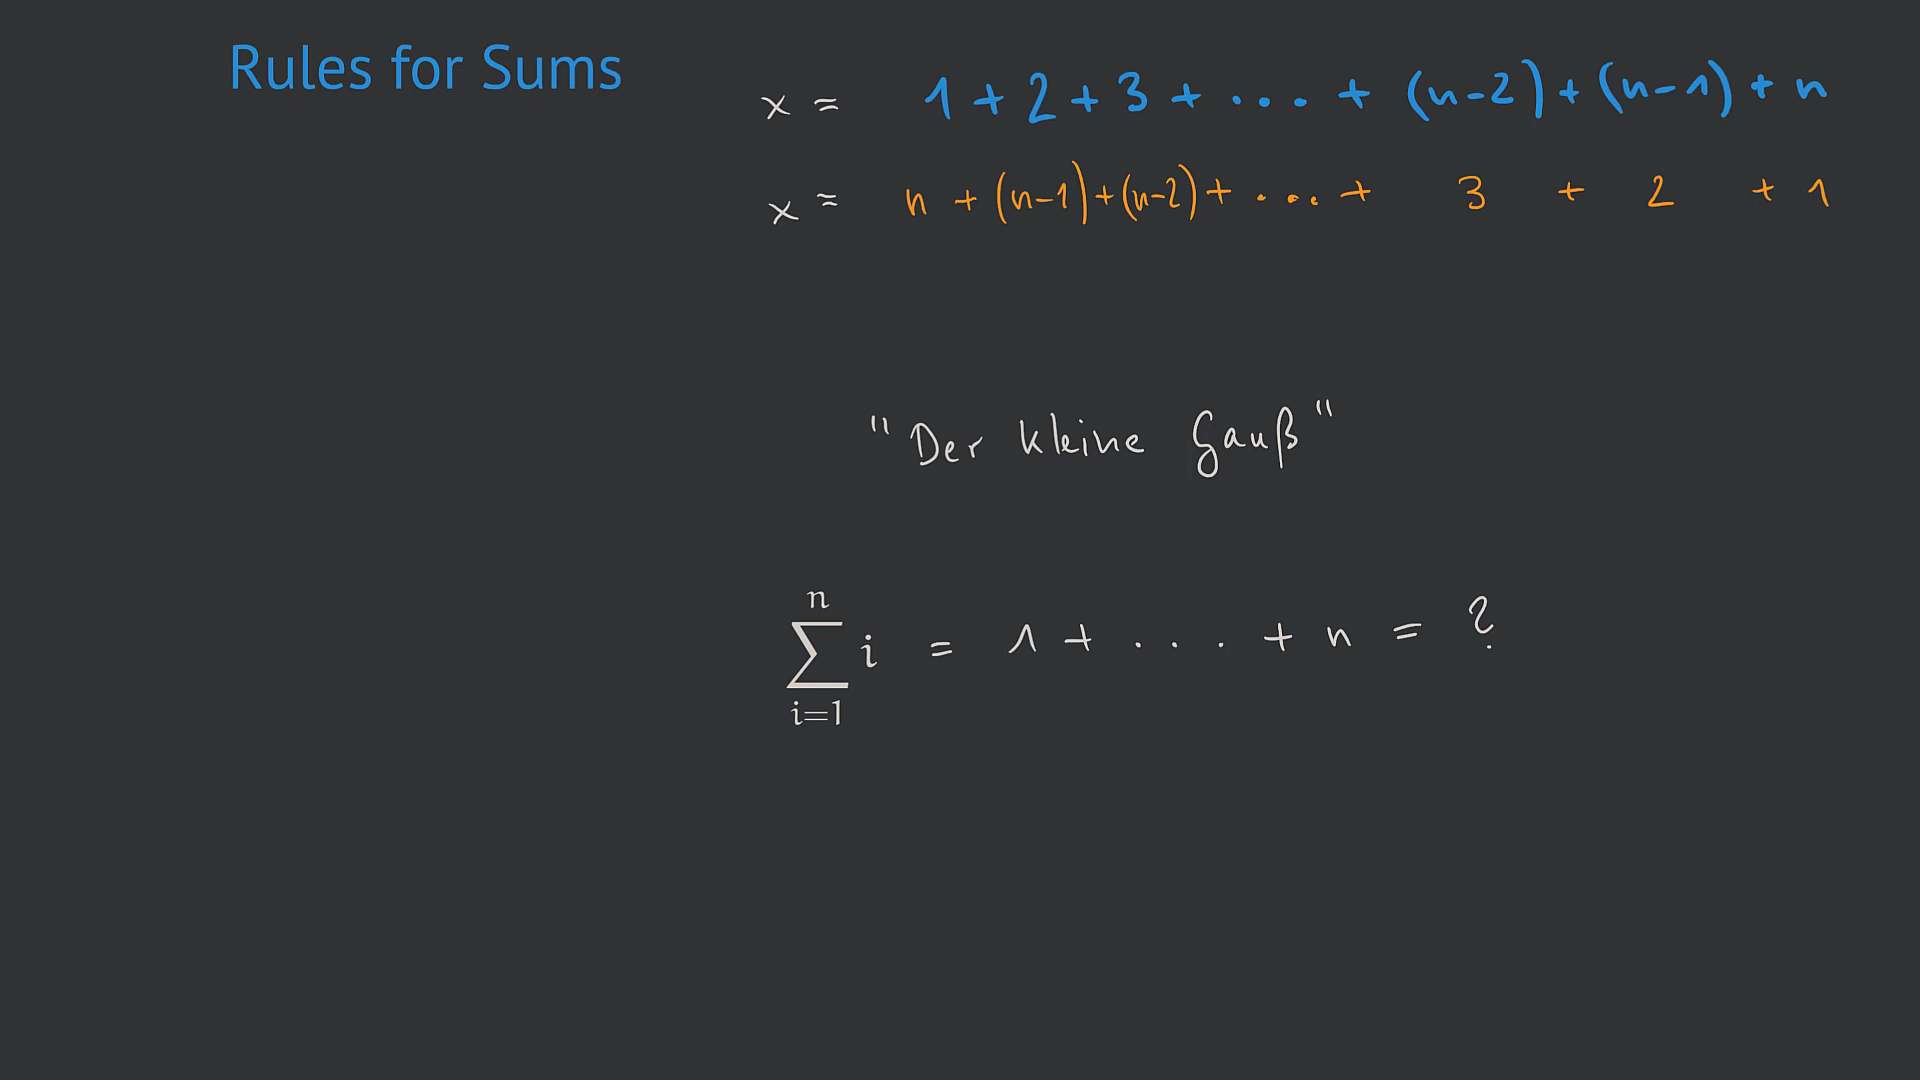 Rules for Sums
x = 1 + 2 + 3 + ... + (n-2) + (n-1) + n
x = n + (n-1) + (n-2) + ... + 3 + 2 + 1
"Der kleine Gauß"
n
∑ i = 1 + ... + n = ?
i=1